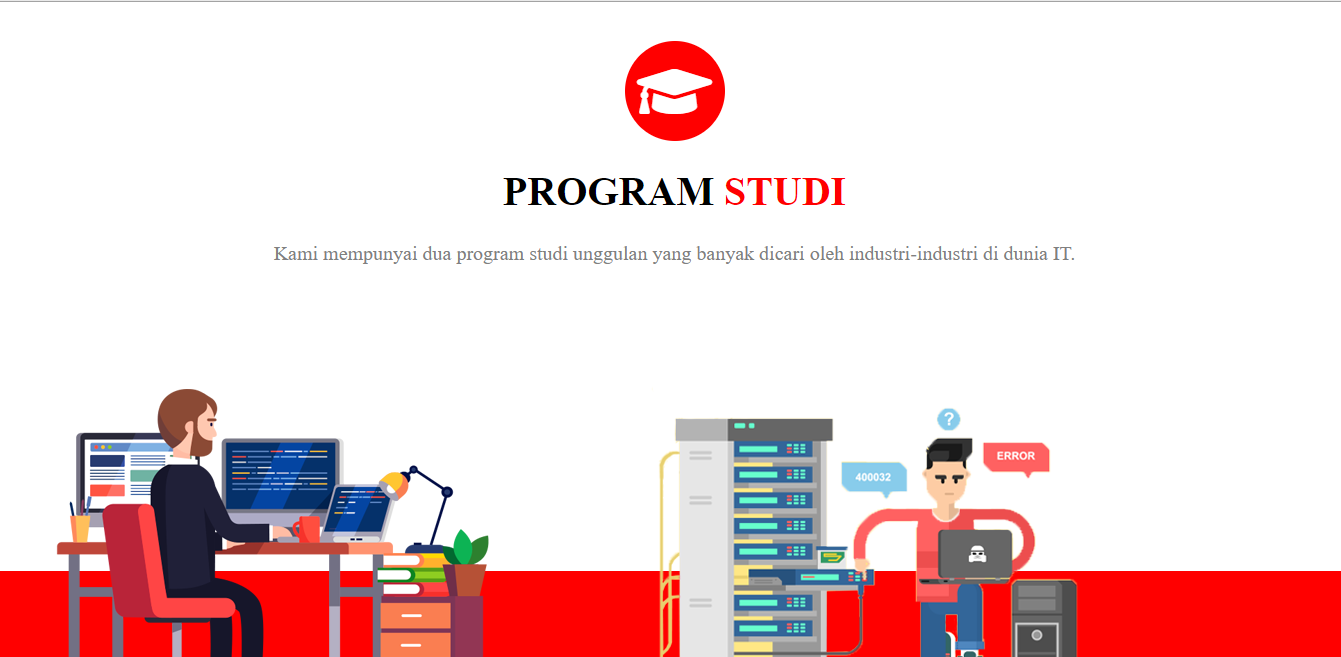 PROGRAM STUDI
Kami mempunyai dua program studi unggulan yang banyak dicari oleh industri-industri di dunia IT.
?
ERROR
400032